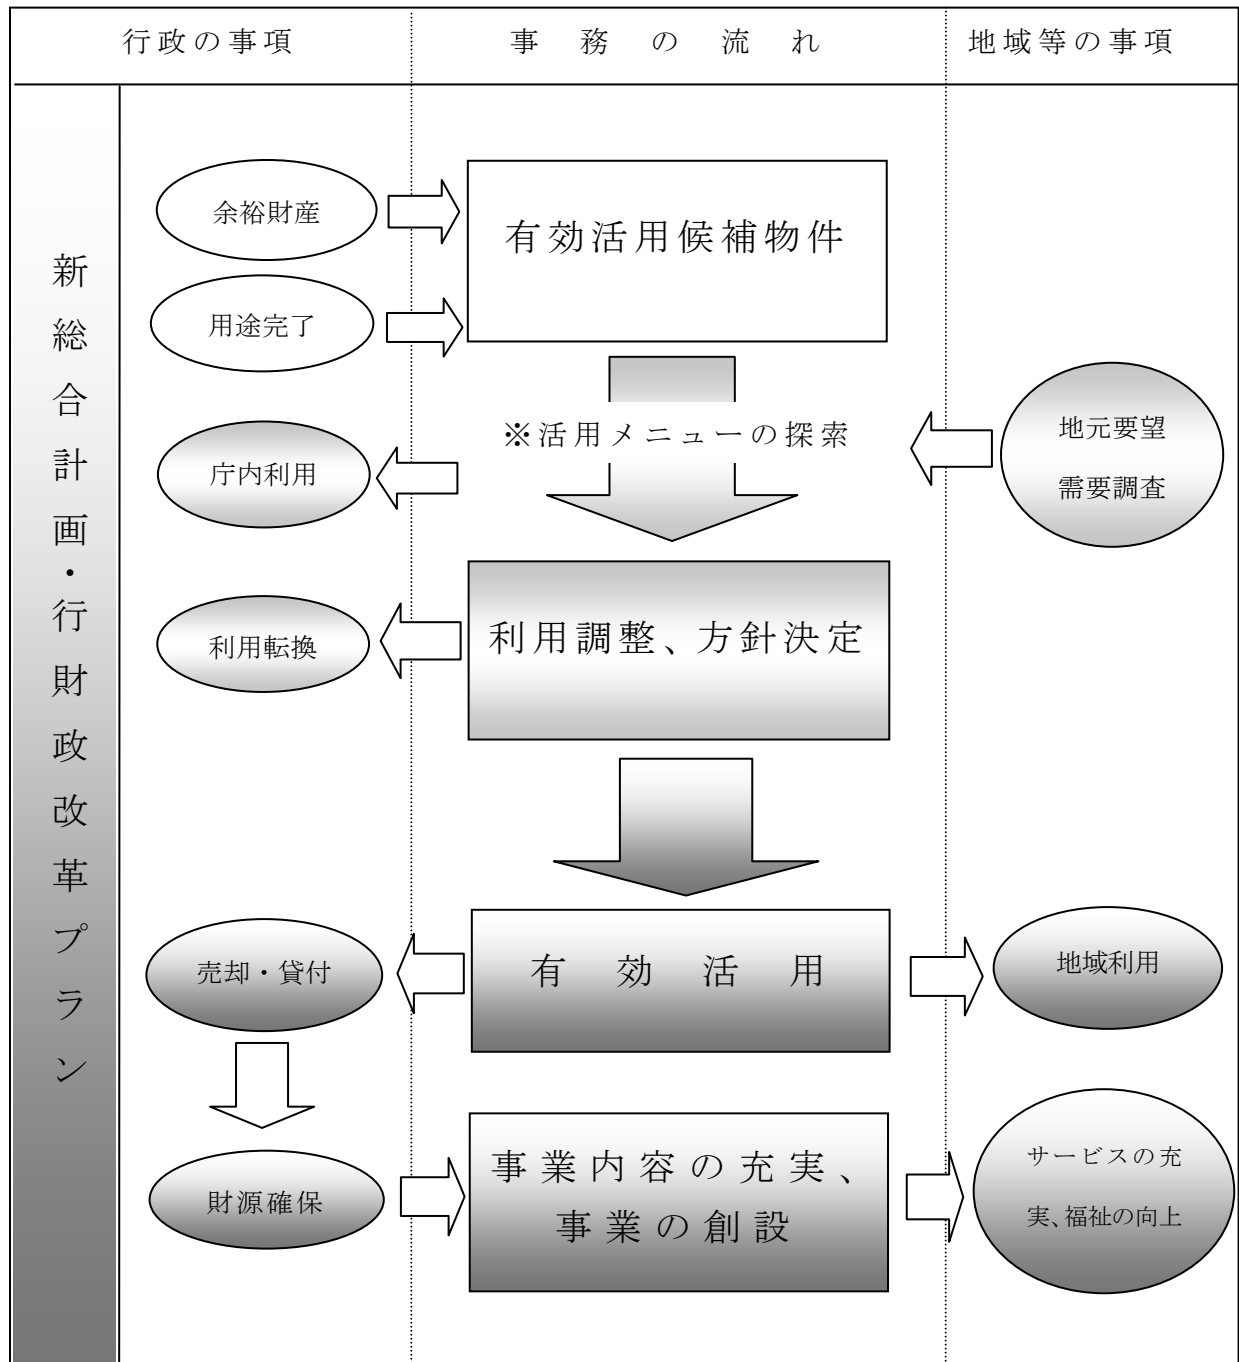 行政の事項
事務の流れ
地域等の事項
新総合計画・行財政改革プラン
余裕財産
有効活用候補物件
用途完了
※活用メニューの探索
地元要望
需要調査
庁内利用
利用調整、方針決定
利用転換
売却・貸付
有効活用
地域利用
財源確保
事業内容の充実、
事業の創設
サービスの充
実、福祉の向上